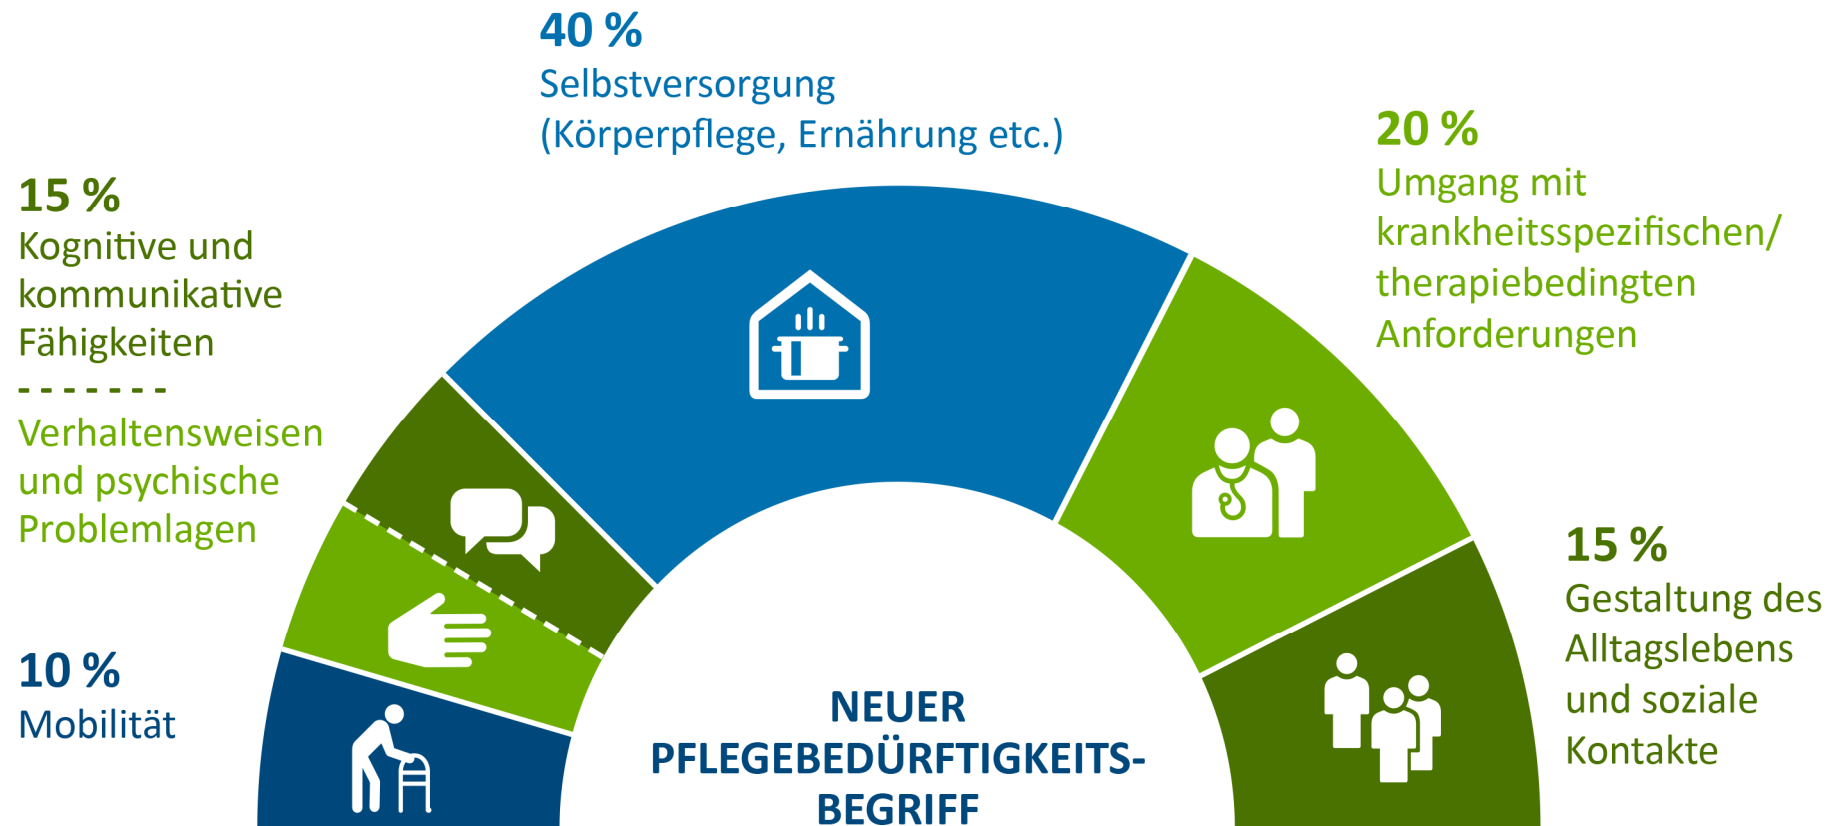 40 %
Selbstversorgung
(Körperpflege, Ernährung etc.)
20 %
Umgang mit
krankheitsspezifischen/
therapiebedingten
Anforderungen
15 %
Kognitive und
kommunikative
Fähigkeiten
- - - - - - -
Verhaltensweisen
und psychische
Problemlagen
10 %
Mobilität
15 %
Gestaltung des
Alltagslebens
und soziale
Kontakte
NEUER
PFLEGEBEDÜRFTIGKEITS-
BEGRIFF